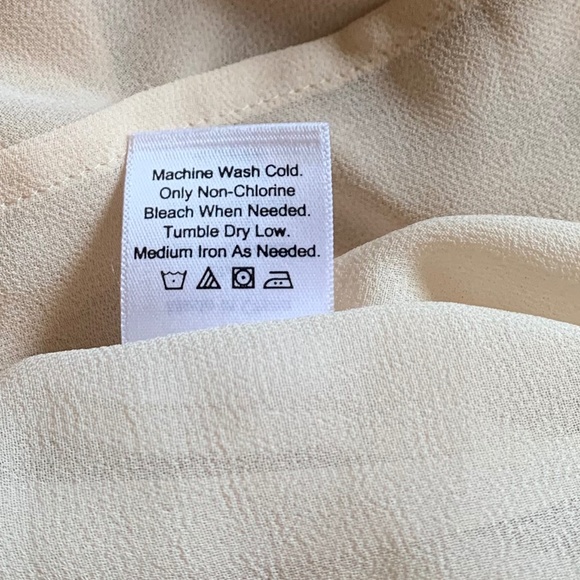 Machine Wash Cold.
Only Non-Chlorine
Bleach When Needed.
Tumble Dry Low.
Medium Iron As Needed.